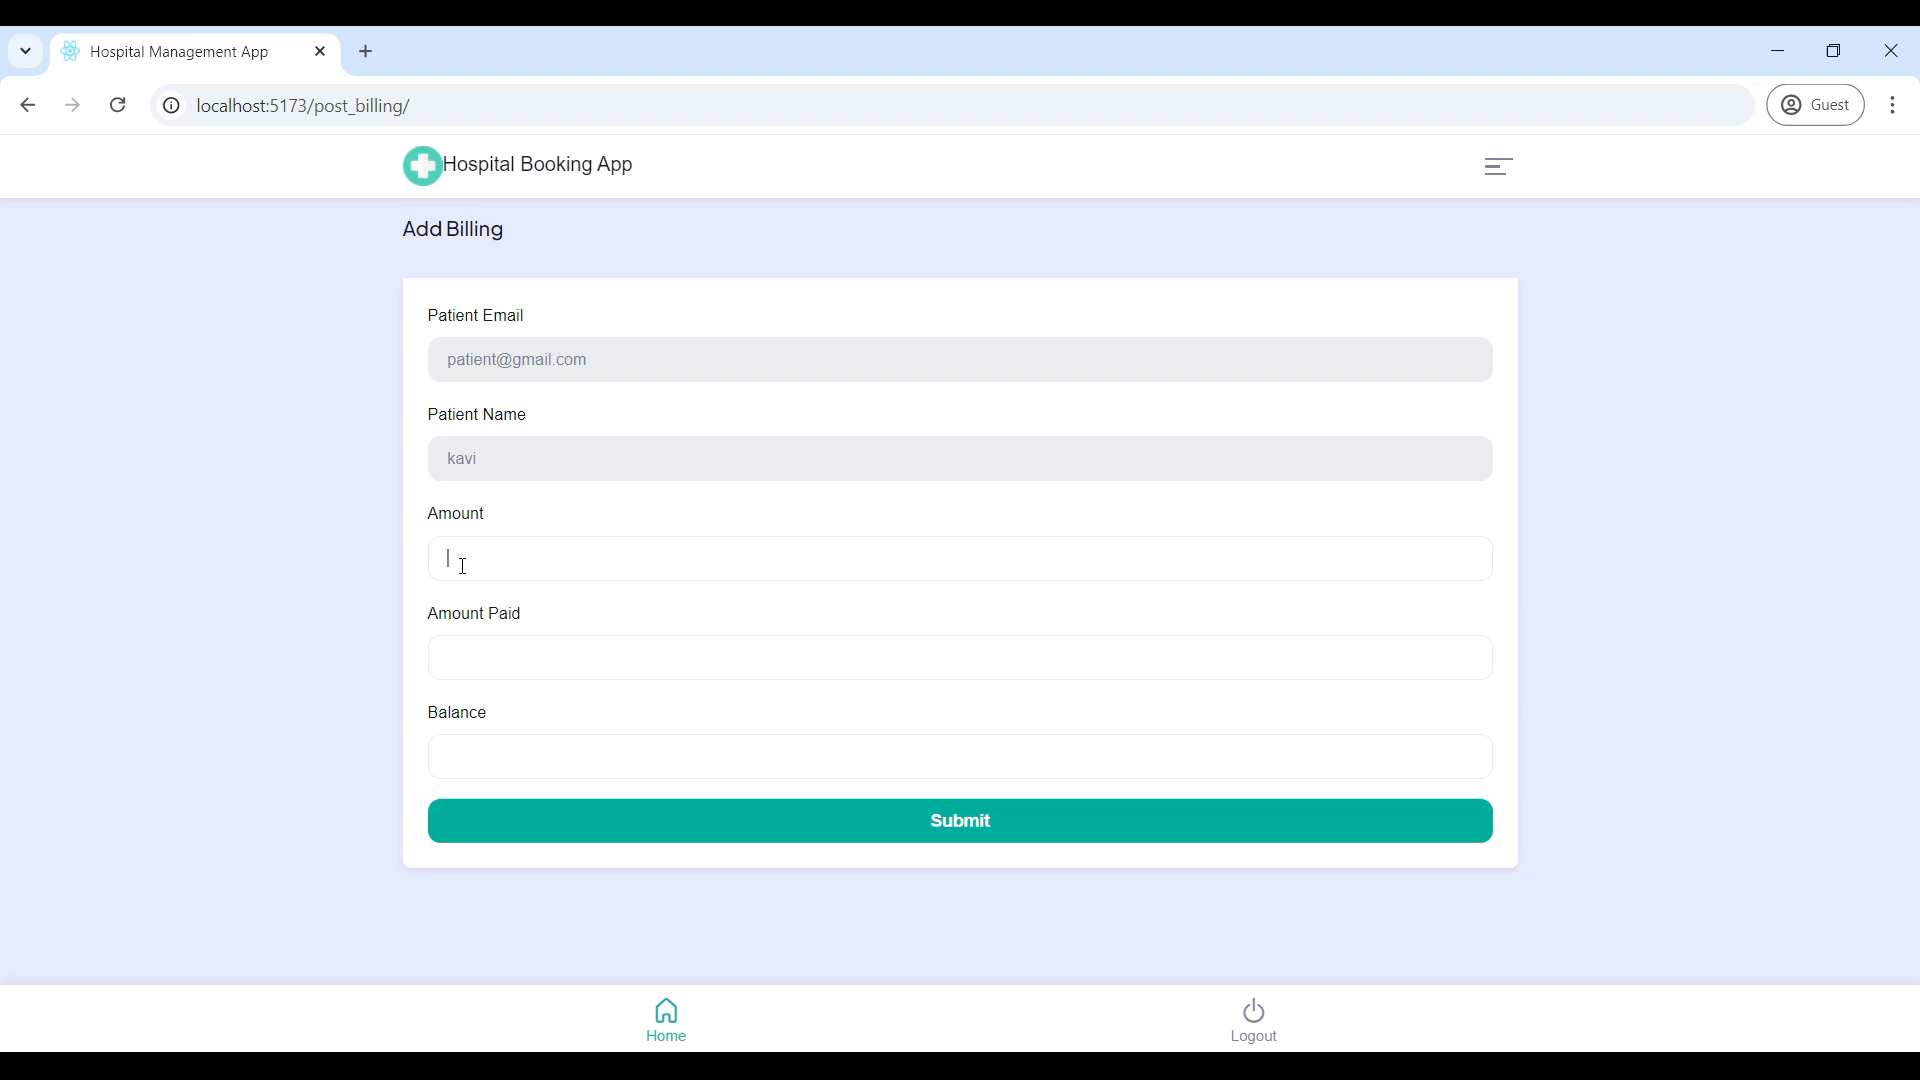 Hospital Management App
localhost:5173/post_billing/
Guest
Hospital Booking App
Add Billing
Patient Email
patient@gmail.com
Patient Name
kavi
Amount
Amount Paid
Balance
Submit
Home
Logout